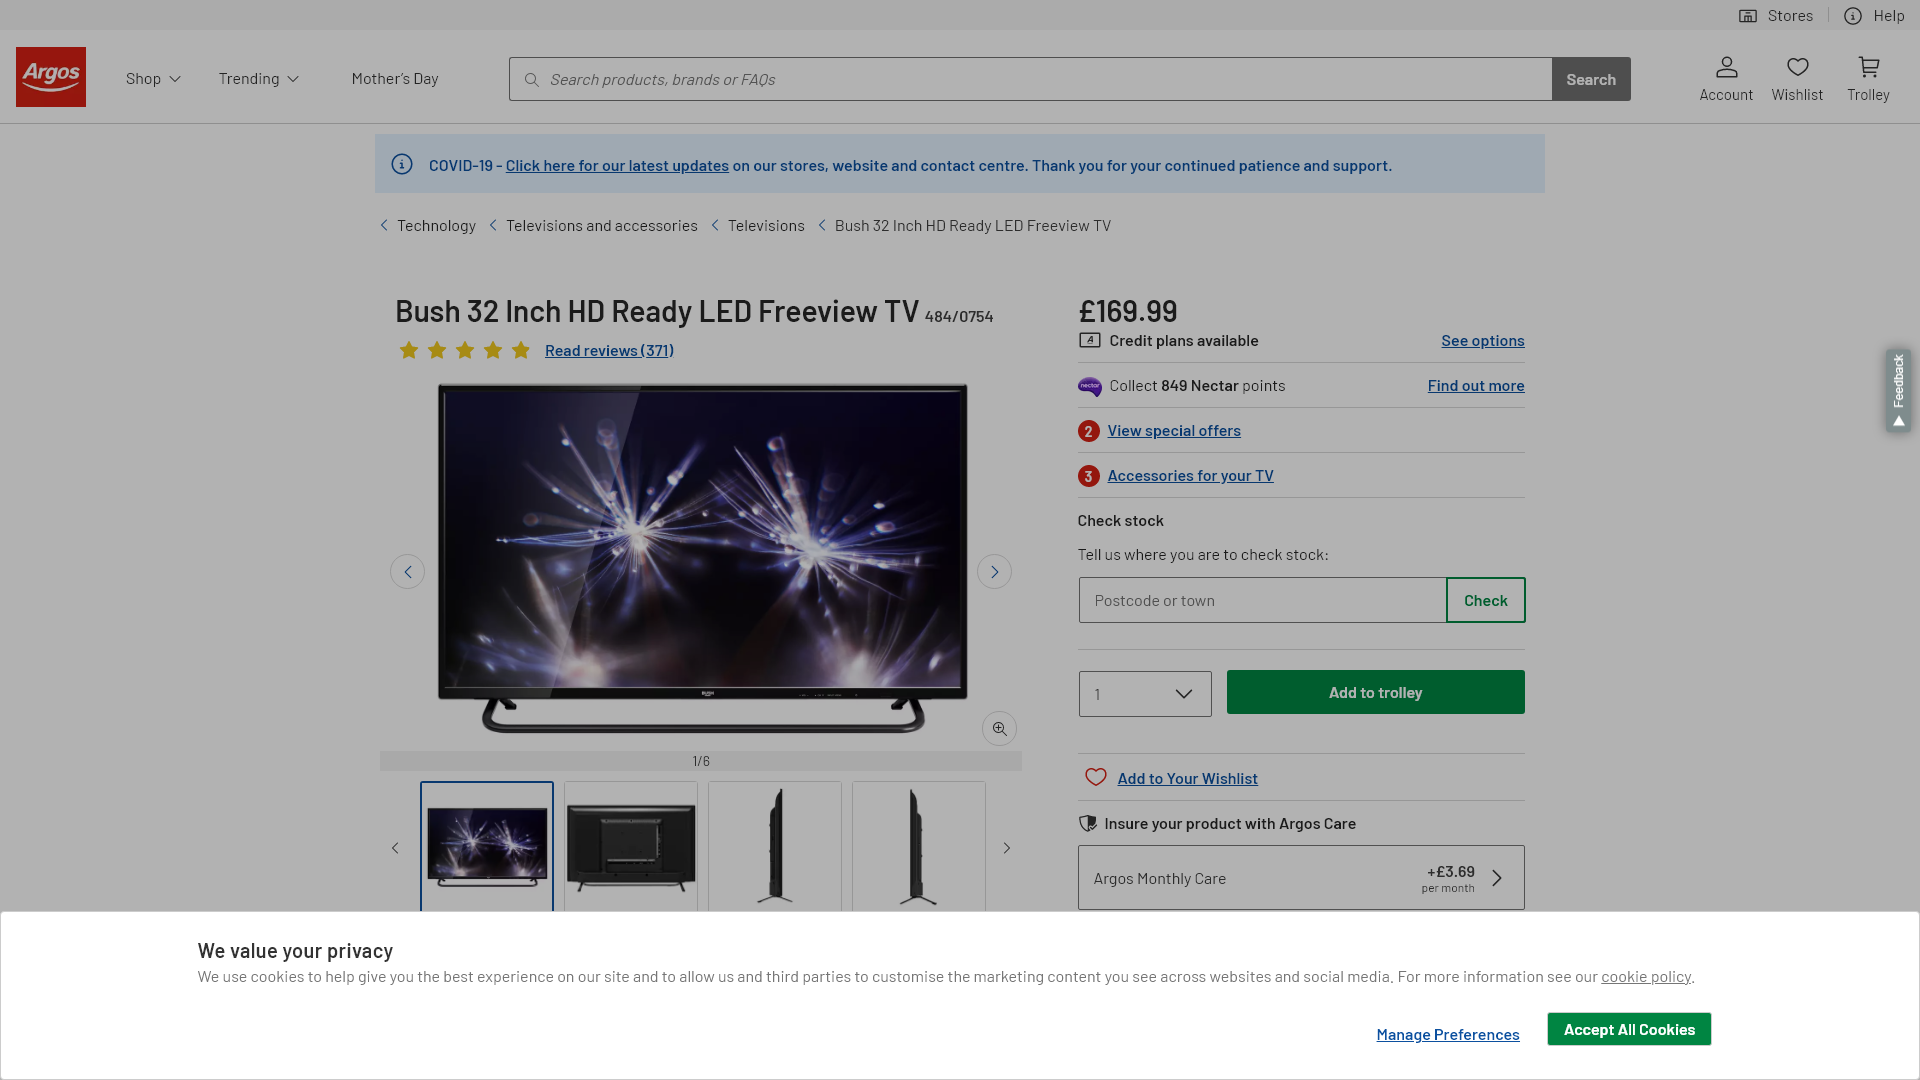 Stores
Help
Argos
Shop
Trending
Mother's Day
Search products, brands or FAQs
Search
Account
Wishlist
Trolley
COVID-19 - Click here for our latest updates on our stores, website and contact centre. Thank you for your continued patience and support.
Technology
Televisions and accessories
Televisions
Bush 32 Inch HD Ready LED Freeview TV
Bush 32 Inch HD Ready LED Freeview TV 484/0754
Read reviews (371)
BUSH
1/6
£169.99
Credit plans available
See options
nectar
Collect 849 Nectar points
Find out more
2 View special offers
3 Accessories for your TV
Check stock
Tell us where you are to check stock:
Postcode or town
Check
1
Add to trolley
Add to Your Wishlist
Insure your product with Argos Care
Argos Monthly Care
+£3.69
per month
Feedback
We value your privacy
We use cookies to help give you the best experience on our site and to allow us and third parties to customise the marketing content you see across websites and social media. For more information see our cookie policy.
Manage Preferences
Accept All Cookies